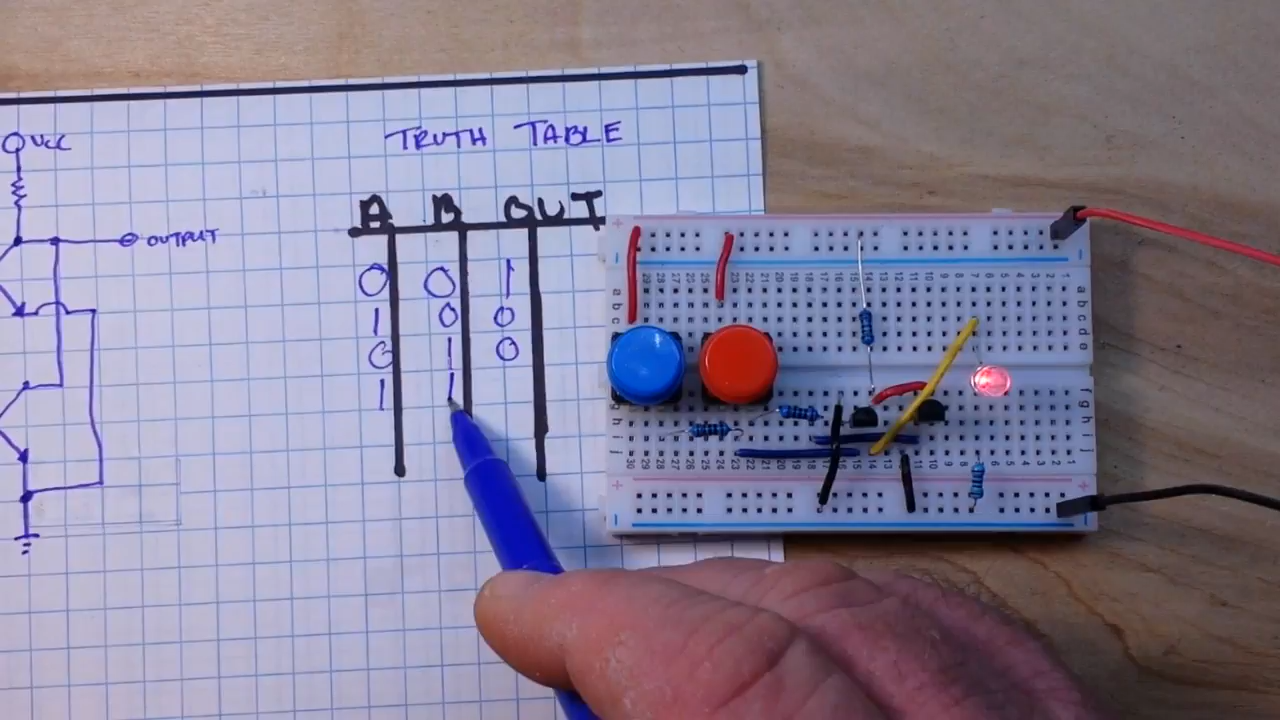 TRUTH TABLE
VCC
A B OUT
OUTPUT
0 0 1
1 0 0
0 1 0
1 1